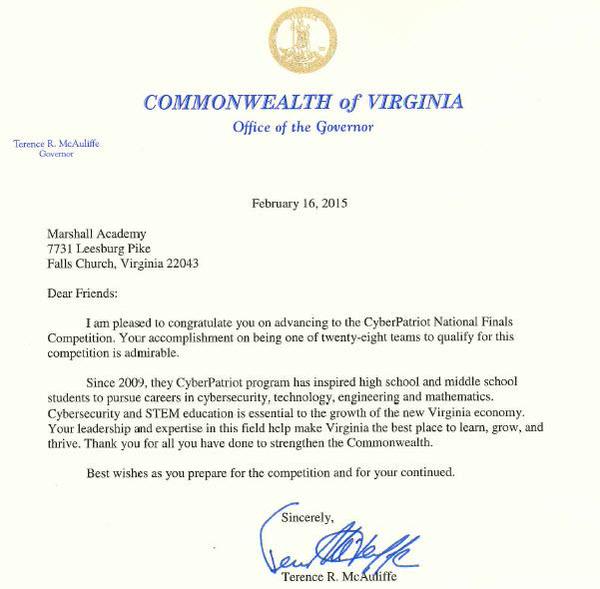 COMMONWEALTH of VIRGINIA
Office of the Governor
Terence R. McAuliffe
Governor
February 16, 2015
Marshall Academy
7731 Leesburg Pike
Falls Church, Virginia 22043
Dear Friends:
I am pleased to congratulate you on advancing to the CyberPatriot National Finals
Competition. Your accomplishment on being one of twenty-eight teams to qualify for this
competition is admirable.
Since 2009, they CyberPatriot program has inspired high school and middle school
students to pursue careers in cybersecurity, technology, engineering and mathematics.
Cybersecurity and STEM education is essential to the growth of the new Virginia economy.
Your leadership and expertise in this field help make Virginia the best place to learn, grow, and
thrive. Thank you for all you have done to strengthen the Commonwealth.
Best wishes as you prepare for the competition and for your continued.
Sincerely,
Terence R. McAuliffe